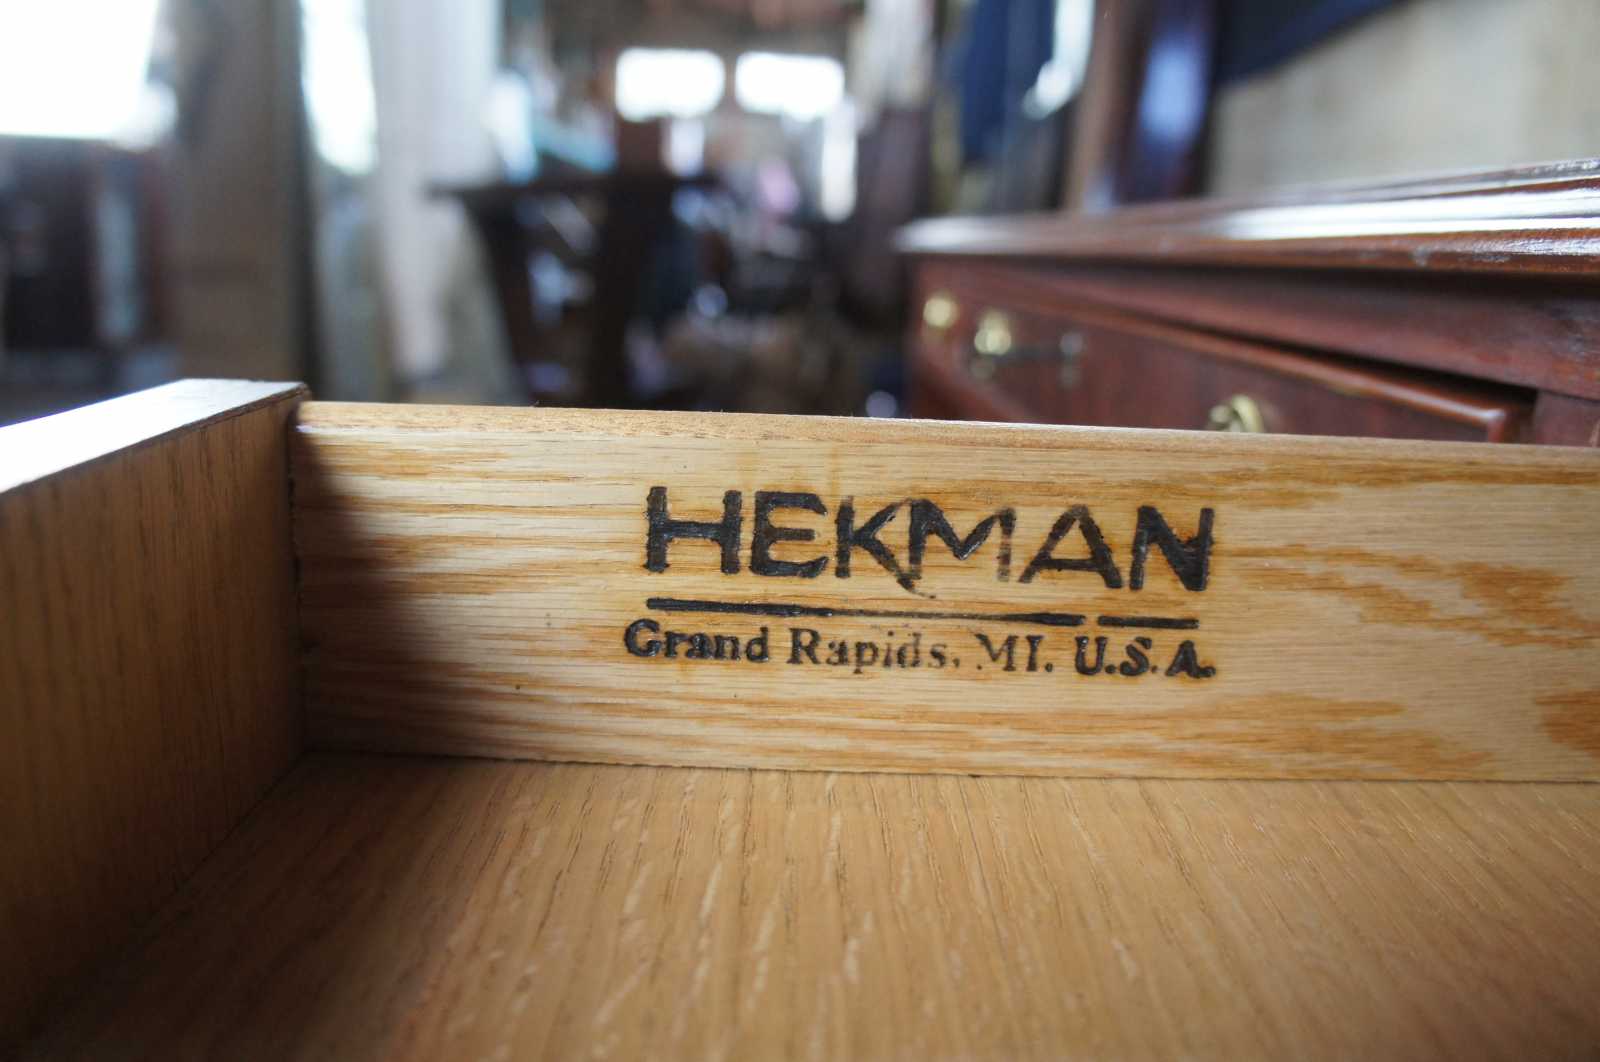 HEKMAN
Grand Rapids, MI. U.S.A.